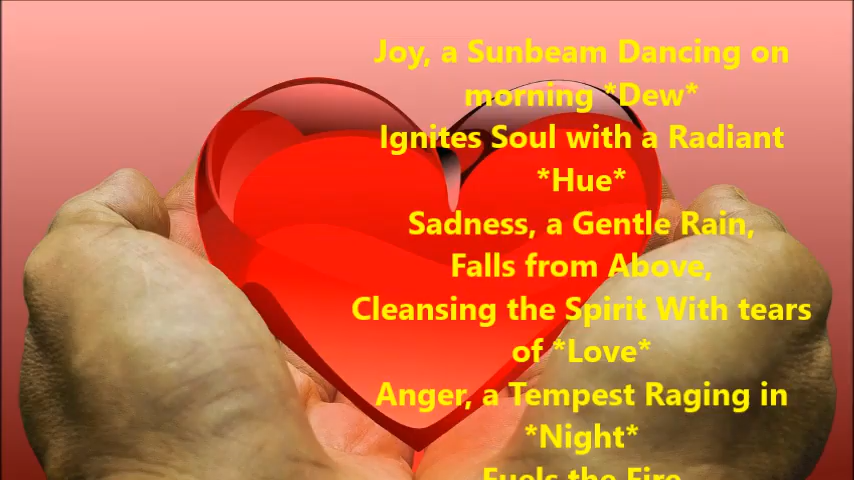 Joy, a Sunbeam Dancing on
morning *Dew*
Ignites Soul with a Radiant
*Hue*
Sadness, a Gentle Rain,
Falls from Above,
Cleansing the Spirit With tears
of *Love*
Anger, a Tempest Raging in
*Night*
Fuels the Fire